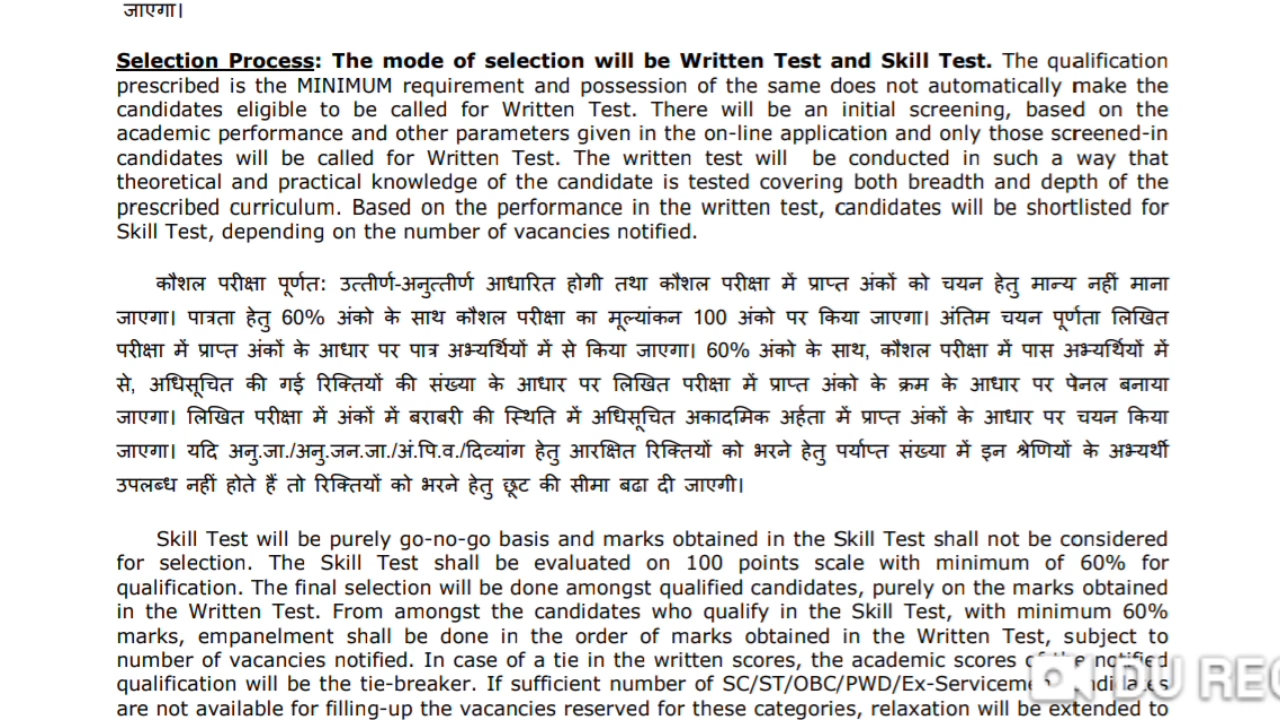 जाएगा।
Selection Process: The mode of selection will be Written Test and Skill Test. The qualification
prescribed is the MINIMUM requirement and possession of the same does not automatically make the
candidates eligible to be called for Written Test. There will be an initial screening, based on the
academic performance and other parameters given in the on-line application and only those screened-in
candidates will be called for Written Test. The written test will be conducted in such a way that
theoretical and practical knowledge of the candidate is tested covering both breadth and depth of the
prescribed curriculum. Based on the performance in the written test, candidates will be shortlisted for
Skill Test, depending on the number of vacancies notified.
कौशल परीक्षा पूर्णत: उत्तीर्ण-अनुत्तीर्ण आधारित होगी तथा कौशल परीक्षा में प्राप्त अंकों को चयन हेतु मान्य नहीं माना
जाएगा। पात्रता हेतु 60% अंको के साथ कौशल परीक्षा का मूल्यांकन 100 अंको पर किया जाएगा। अंतिम चयन पूर्णता लिखित
परीक्षा में प्राप्त अंकों के आधार पर पात्र अभ्यर्थियों में से किया जाएगा। 60% अंको के साथ, कौशल परीक्षा में पास अभ्यर्थियों में
से, अधिसूचित की गई रिक्तियों की संख्या के आधार पर लिखित परीक्षा में प्राप्त अंको के क्रम के आधार पर पेनल बनाया
जाएगा। लिखित परीक्षा में अंकों में बराबरी की स्थिति में अधिसूचित अकादमिक अर्हता में प्राप्त अंकों के आधार पर चयन किया
जाएगा। यदि अनु.जा./अनु.जन.जा./अं.पि.व./दिव्यांग हेतु आरक्षित रिक्तियों को भरने हेतु पर्याप्त संख्या में इन श्रेणियों के अभ्यर्थी
उपलब्ध नहीं होते हैं तो रिक्तियों को भरने हेतु छूट की सीमा बढा दी जाएगी।
Skill Test will be purely go-no-go basis and marks obtained in the Skill Test shall not be considered
for selection. The Skill Test shall be evaluated on 100 points scale with minimum of 60% for
qualification. The final selection will be done amongst qualified candidates, purely on the marks obtained
in the Written Test. From amongst the candidates who qualify in the Skill Test, with minimum 60%
marks, empanelment shall be done in the order of marks obtained in the Written Test, subject to
number of vacancies notified. In case of a tie in the written scores, the academic scores of the notified
qualification will be the tie-breaker. If sufficient number of SC/ST/OBC/PWD/Ex-Servicemen candidates
are not available for filling-up the vacancies reserved for these categories, relaxation will be extended to
DU REC